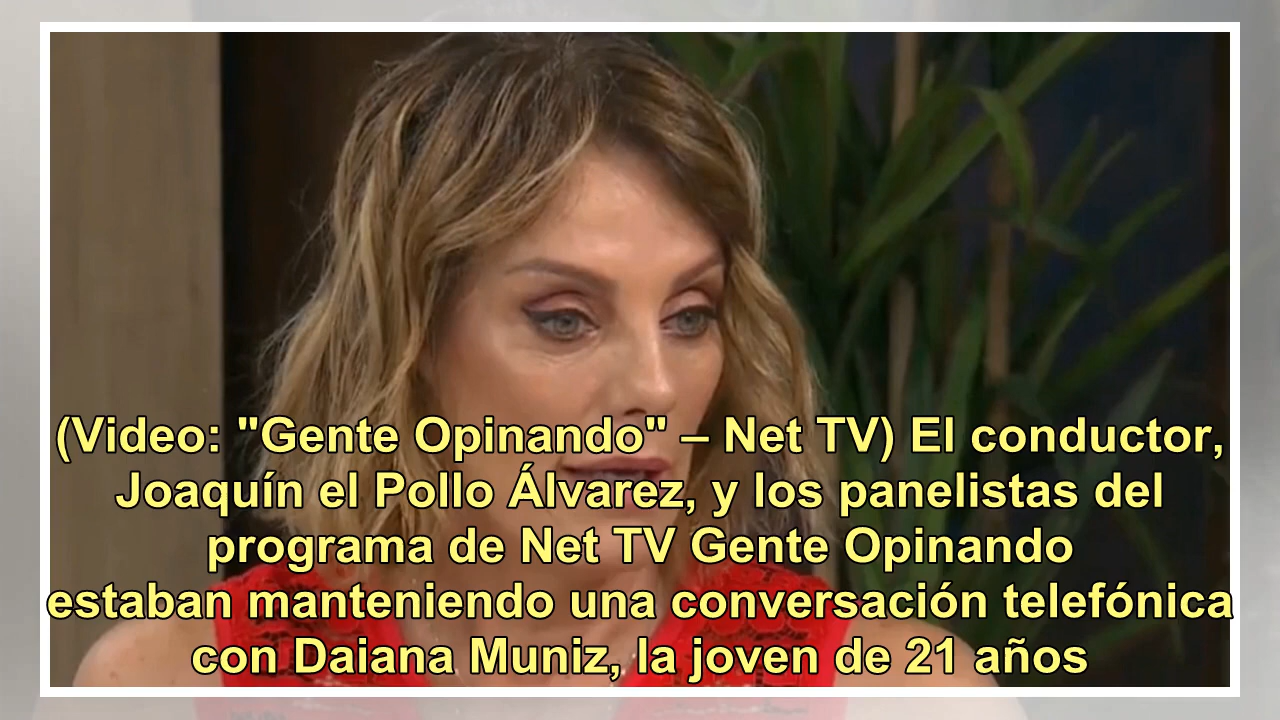 (Video: "Gente Opinando" – Net TV) El conductor,
Joaquín el Pollo Álvarez, y los panelistas del
programa de Net TV Gente Opinando
estaban manteniendo una conversación telefónica
con Daiana Muniz, la joven de 21 años